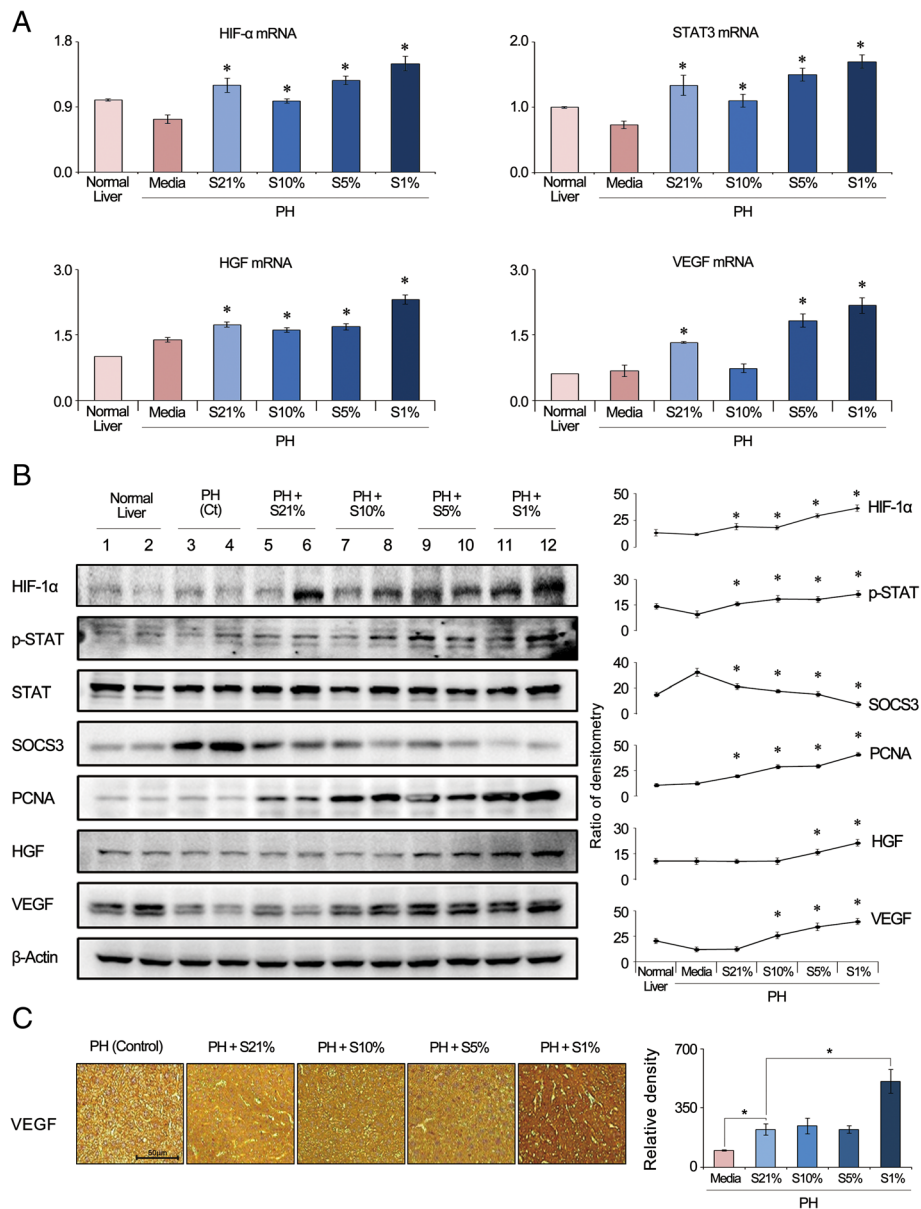 A
HIF-α mRNA
1.8
0.9
0.0
*
*
*
*
Normal
Liver
Media
S21%
S10%
S5%
S1%
PH
STAT3 mRNA
2.0
1.0
0.0
*
*
*
*
Normal
Liver
Media
S21%
S10%
S5%
S1%
PH
HGF mRNA
3.0
1.5
0.0
*
*
*
*
Normal
Liver
Media
S21%
S10%
S5%
S1%
PH
VEGF mRNA
3.0
1.5
0.0
*
*
*
Normal
Liver
Media
S21%
S10%
S5%
S1%
PH
B
Normal
Liver
PH
(Ct)
PH +
S21%
PH +
S10%
PH +
S5%
PH +
S1%
1 2 3 4 5 6 7 8 9 10 11 12
HIF-1α
p-STAT
STAT
SOCS3
PCNA
HGF
VEGF
β-Actin
Ratio of densitometry
50
25
0
* * * *
HIF-1α
30
15
0
* * * *
p-STAT
40
20
0
* * * *
SOCS3
50
25
0
* * * *
PCNA
30
15
0
* *
HGF
50
25
0
* * *
VEGF
Normal
Liver
Media
S21%
S10%
S5%
S1%
PH
C
PH (Control)
PH + S21%
PH + S10%
PH + S5%
PH + S1%
VEGF
50μm
Relative density
700
350
0
*
*
Media
S21%
S10%
S5%
S1%
PH